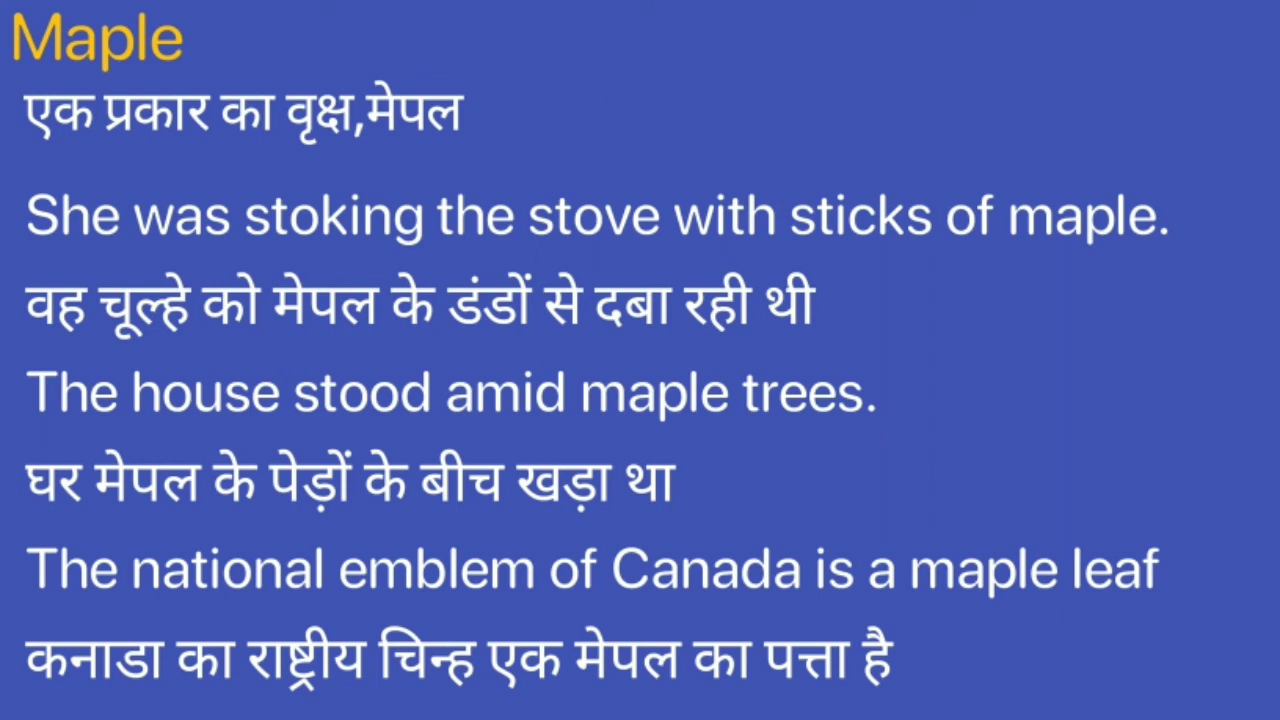 Maple
एक प्रकार का वृक्ष,मेपल
She was stoking the stove with sticks of maple.
वह चूल्हे को मेपल के डंडों से दबा रही थी
The house stood amid maple trees.
घर मेपल के पेड़ों के बीच खड़ा था
The national emblem of Canada is a maple leaf
कनाडा का राष्ट्रीय चिन्ह एक मेपल का पत्ता है